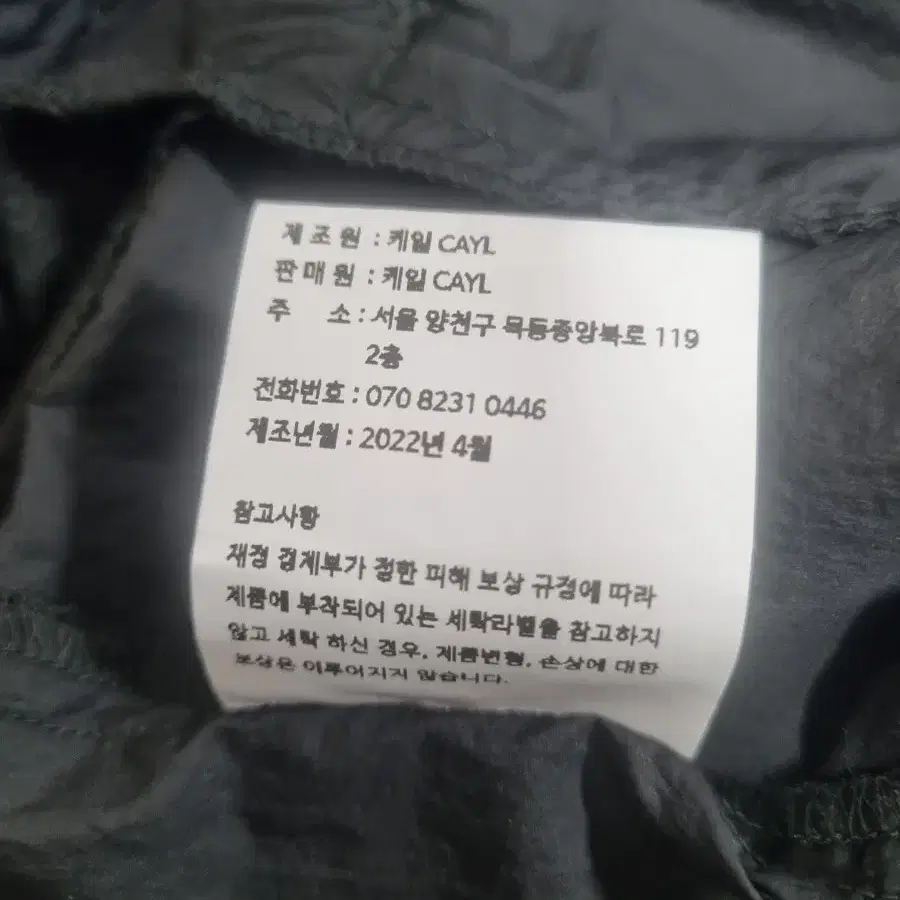 제조원 : 케일 CAYL
판매원 : 케일 CAYL
주 소 : 서울 양천구 목동중앙북로 119
2층
전화번호 : 070 8231 0446
제조년월 : 2022년 4월
참고사항
재정 경제부가 정한 피해 보상 규정에 따라
제품에 부착되어 있는 세탁라벨을 참고하지
않고 세탁 하신 경우, 제품변형, 손상에 대한
보상은 이루어지지 않습니다.